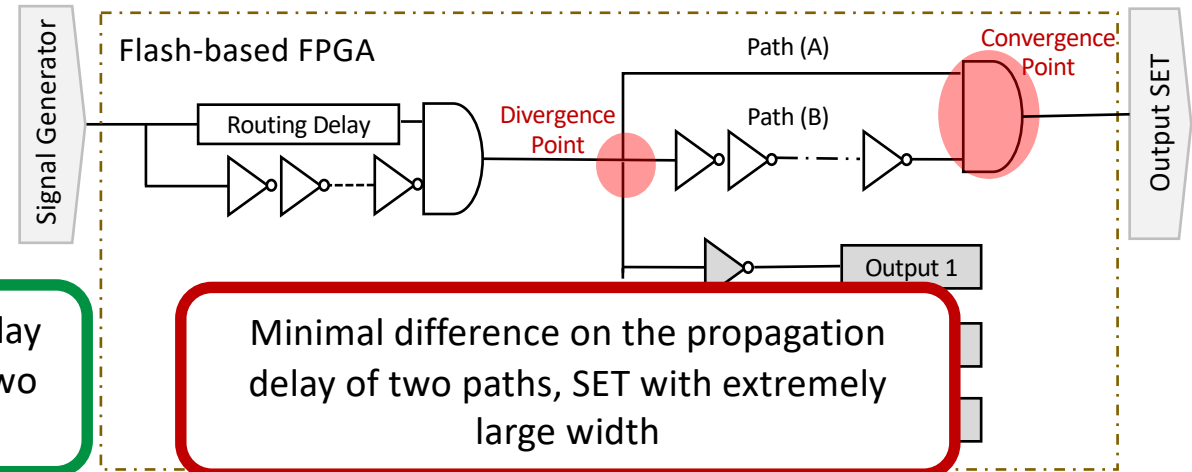 Signal Generator
Flash-based FPGA
Routing Delay
Divergence
Point
Path (A)
Path (B)
Convergence
Point
Output SET
Output 1
Minimal difference on the propagation
delay of two paths, SET with extremely
large width